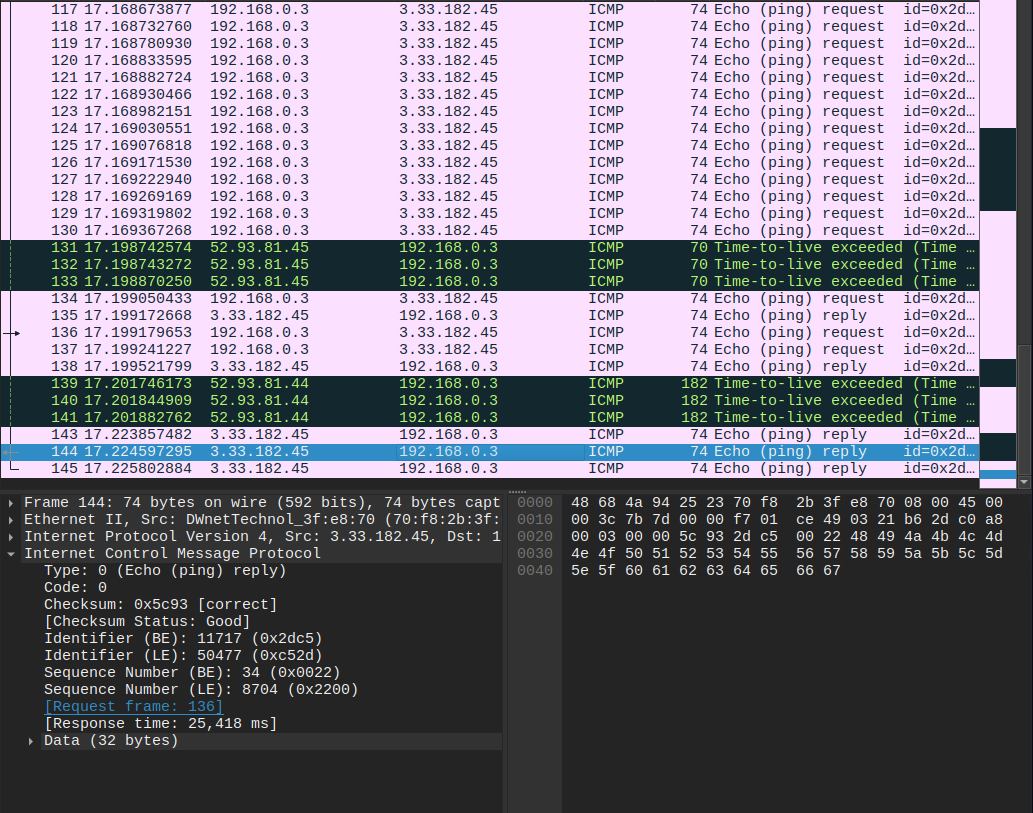 117 17.168673877 192.168.0.3 3.33.182.45 ICMP 74 Echo (ping) request id=0x2d…
118 17.168732760 192.168.0.3 3.33.182.45 ICMP 74 Echo (ping) request id=0x2d…
119 17.168780930 192.168.0.3 3.33.182.45 ICMP 74 Echo (ping) request id=0x2d…
120 17.168833595 192.168.0.3 3.33.182.45 ICMP 74 Echo (ping) request id=0x2d…
121 17.168882724 192.168.0.3 3.33.182.45 ICMP 74 Echo (ping) request id=0x2d…
122 17.168930466 192.168.0.3 3.33.182.45 ICMP 74 Echo (ping) request id=0x2d…
123 17.168982151 192.168.0.3 3.33.182.45 ICMP 74 Echo (ping) request id=0x2d…
124 17.169030551 192.168.0.3 3.33.182.45 ICMP 74 Echo (ping) request id=0x2d…
125 17.169076818 192.168.0.3 3.33.182.45 ICMP 74 Echo (ping) request id=0x2d…
126 17.169171530 192.168.0.3 3.33.182.45 ICMP 74 Echo (ping) request id=0x2d…
127 17.169222940 192.168.0.3 3.33.182.45 ICMP 74 Echo (ping) request id=0x2d…
128 17.169269169 192.168.0.3 3.33.182.45 ICMP 74 Echo (ping) request id=0x2d…
129 17.169319802 192.168.0.3 3.33.182.45 ICMP 74 Echo (ping) request id=0x2d…
130 17.169367268 192.168.0.3 3.33.182.45 ICMP 74 Echo (ping) request id=0x2d…
131 17.198742574 52.93.81.45 192.168.0.3 ICMP 70 Time-to-live exceeded (Time …
132 17.198743272 52.93.81.45 192.168.0.3 ICMP 70 Time-to-live exceeded (Time …
133 17.198870250 52.93.81.45 192.168.0.3 ICMP 70 Time-to-live exceeded (Time …
134 17.199050433 192.168.0.3 3.33.182.45 ICMP 74 Echo (ping) request id=0x2d…
135 17.199172668 3.33.182.45 192.168.0.3 ICMP 74 Echo (ping) reply id=0x2d…
136 17.199179653 192.168.0.3 3.33.182.45 ICMP 74 Echo (ping) request id=0x2d…
137 17.199241227 192.168.0.3 3.33.182.45 ICMP 74 Echo (ping) request id=0x2d…
138 17.199521799 3.33.182.45 192.168.0.3 ICMP 74 Echo (ping) reply id=0x2d…
139 17.201746173 52.93.81.44 192.168.0.3 ICMP 182 Time-to-live exceeded (Time …
140 17.201844909 52.93.81.44 192.168.0.3 ICMP 182 Time-to-live exceeded (Time …
141 17.201882762 52.93.81.44 192.168.0.3 ICMP 182 Time-to-live exceeded (Time …
143 17.223857482 3.33.182.45 192.168.0.3 ICMP 74 Echo (ping) reply id=0x2d…
144 17.224597295 3.33.182.45 192.168.0.3 ICMP 74 Echo (ping) reply id=0x2d…
145 17.225802884 3.33.182.45 192.168.0.3 ICMP 74 Echo (ping) reply id=0x2d…
Frame 144: 74 bytes on wire (592 bits), 74 bytes capt
Ethernet II, Src: DWnetTechnol_3f:e8:70 (70:f8:2b:3f:
Internet Protocol Version 4, Src: 3.33.182.45, Dst: 1
Internet Control Message Protocol
Type: 0 (Echo (ping) reply)
Code: 0
Checksum: 0x5c93 [correct]
[Checksum Status: Good]
Identifier (BE): 11717 (0x2dc5)
Identifier (LE): 50477 (0xc52d)
Sequence Number (BE): 34 (0x0022)
Sequence Number (LE): 8704 (0x2200)
[Request frame: 136]
[Response time: 25,418 ms]
Data (32 bytes)
0000 48 68 4a 94 25 23 70 f8 2b 3f e8 70 08 00 45 00
0010 00 3c 7b 7d 00 00 f7 01 ce 49 03 21 b6 2d c0 a8
0020 00 03 00 00 5c 93 2d c5 00 22 48 49 4a 4b 4c 4d
0030 4e 4f 50 51 52 53 54 55 56 57 58 59 5a 5b 5c 5d
0040 5e 5f 60 61 62 63 64 65 66 67